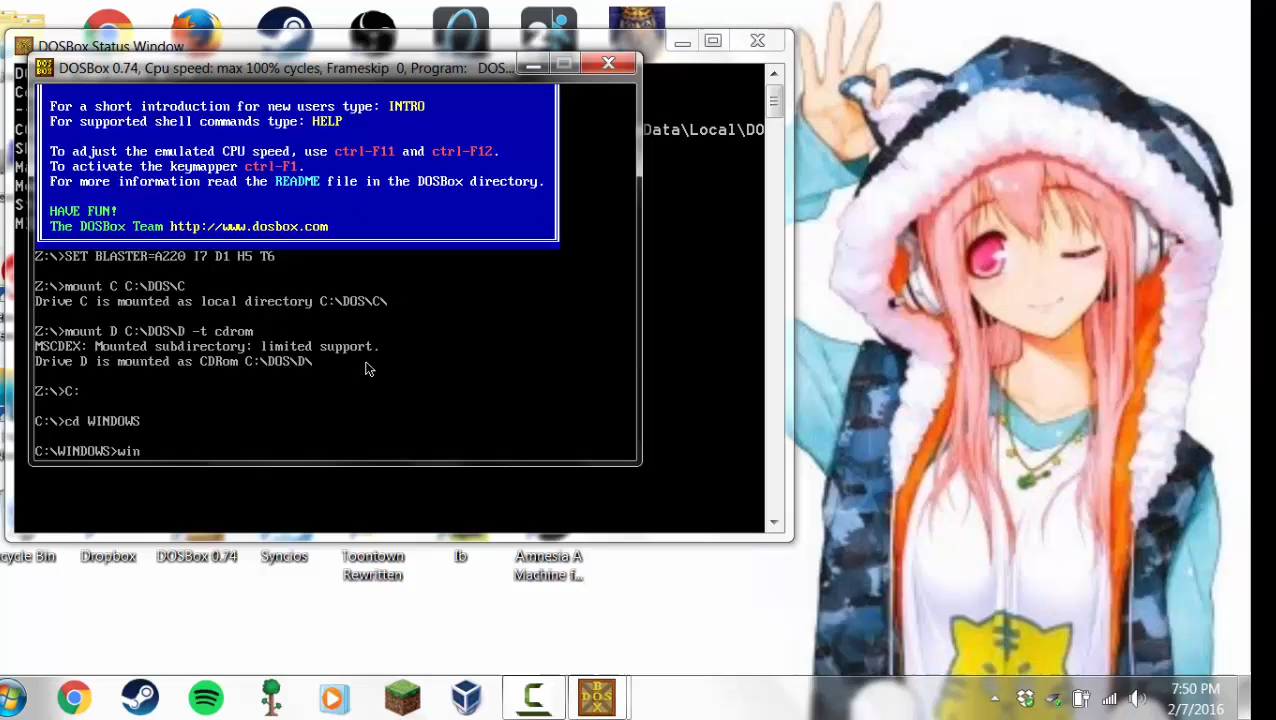 DOSBox Status Window
DOSBox 0.74, Cpu speed: max 100% cycles, Frameskip 0, Program: DOS...
For a short introduction for new users type: INTRO
For supported shell commands type: HELP
To adjust the emulated CPU speed, use ctrl-F11 and ctrl-F12.
To activate the keymapper ctrl-F1.
For more information read the README file in the DOSBox directory.
HAVE FUN!
The DOSBox Team http://www.dosbox.com
Data\Local\DO
Z:\>SET BLASTER=A220 I7 D1 H5 T6
Z:\>mount C C:\DOS\C
Drive C is mounted as local directory C:\DOS\C\
Z:\>mount D C:\DOS\D -t cdrom
MSCDEX: Mounted subdirectory: limited support.
Drive D is mounted as CDRom C:\DOS\D\
Z:\>C:
C:\>cd WINDOWS
C:\WINDOWS>win
cycle Bin
Dropbox
DOSBox 0.74
Syncios
Toontown
Rewritten
Ib
Amnesia A
Machine f...
7:50 PM
2/7/2016